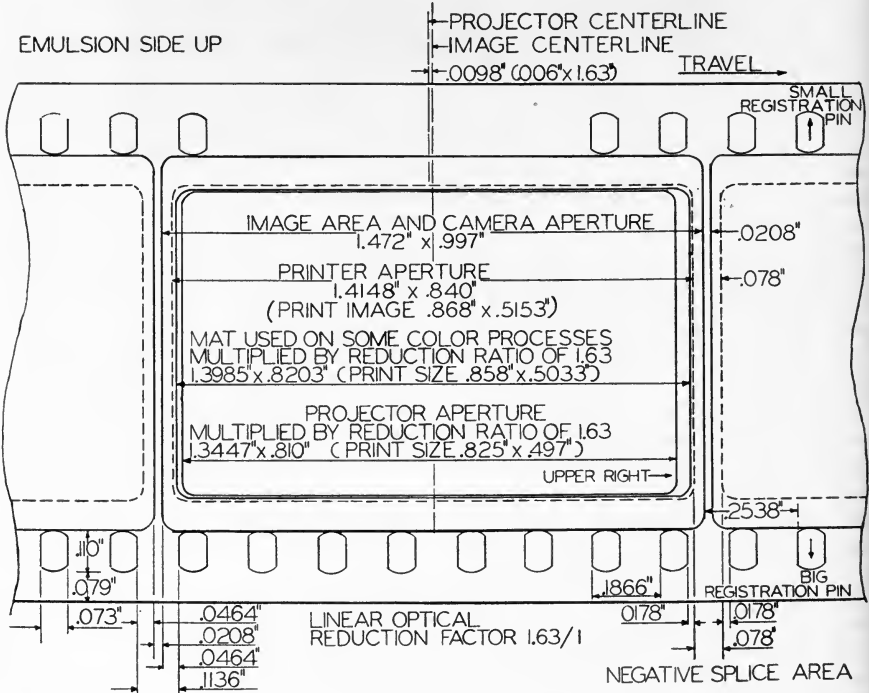 PROJECTOR CENTERLINE
EMULSION SIDE UP
IMAGE CENTERLINE
.0098" (.006"x1.63)
TRAVEL
SMALL
REGISTRATION
PIN
IMAGE AREA AND CAMERA APERTURE
1.472" x .997"
.0208"
PRINTER APERTURE
1.4148" x .840"
(PRINT IMAGE .868" x .5153")
.078"
MAT USED ON SOME COLOR PROCESSES
MULTIPLIED BY REDUCTION RATIO OF 1.63
1.3985"x.8203" (PRINT SIZE .858"x.5033")
PROJECTOR APERTURE
MULTIPLIED BY REDUCTION RATIO OF 1.63
1.3447"x.810" (PRINT SIZE .825"x.497")
UPPER RIGHT
.2538"
.110"
.079"
.073"
.0464"
.0208"
.0464"
.1136"
LINEAR OPTICAL
REDUCTION FACTOR 1.63/1
.1866"
.0178"
BIG
REGISTRATION PIN
.0178"
.078"
NEGATIVE SPLICE AREA